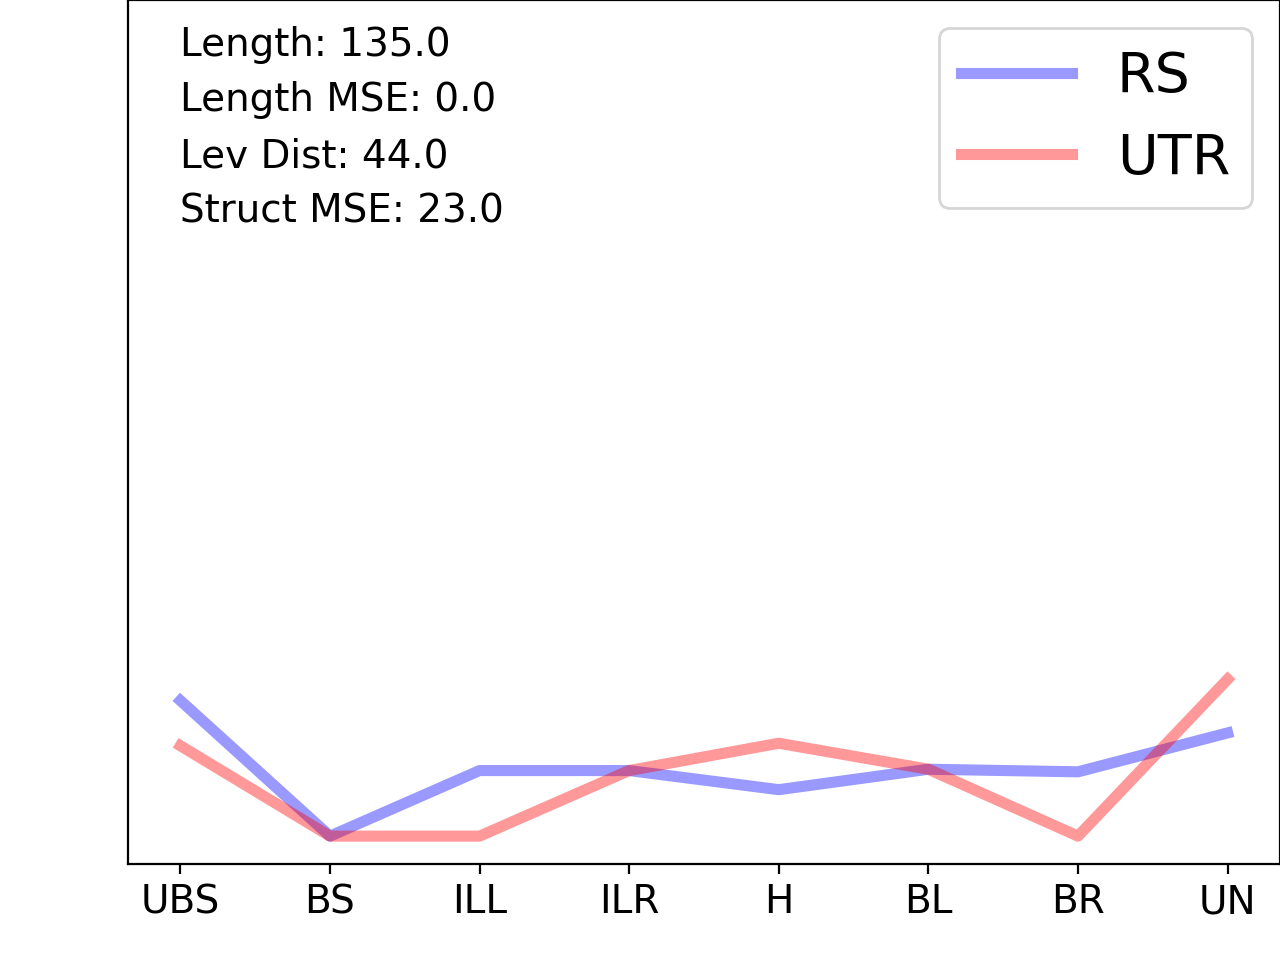 Length: 135.0
Length MSE: 0.0
Lev Dist: 44.0
Struct MSE: 23.0
RS
UTR
UBS BS ILL ILR H BL BR UN